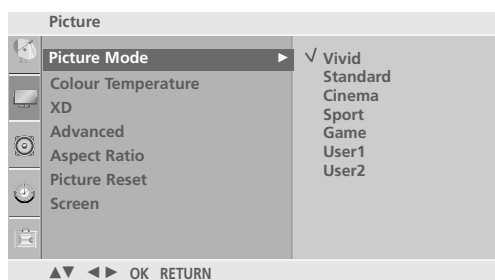 Picture
Picture Mode ►
Colour Temperature
XD
Advanced
Aspect Ratio
Picture Reset
Screen
√ Vivid
Standard
Cinema
Sport
Game
User1
User2
▲▼ ◄► OK RETURN